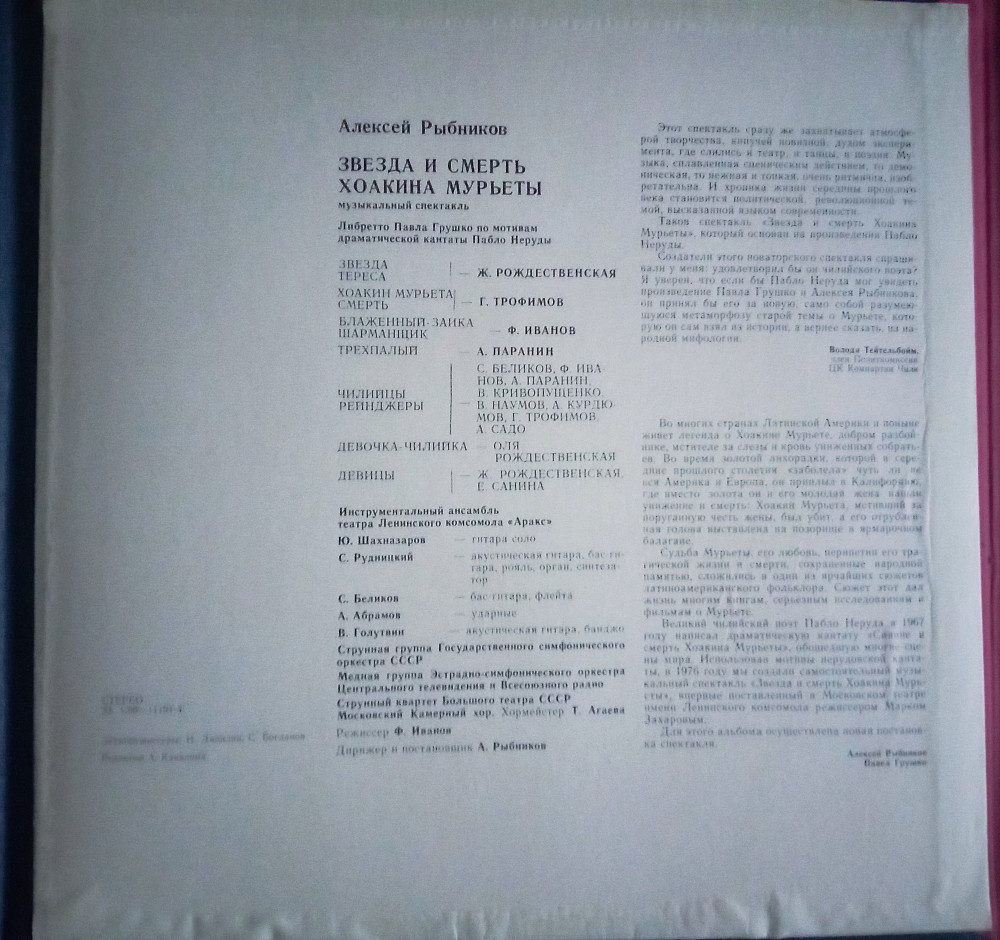 Алексей Рыбников
ЗВЕЗДА И СМЕРТЬ
ХОАКИНА МУРЬЕТЫ
музыкальный спектакль
Либретто Павла Грушко по мотивам
драматической кантаты Пабло Неруды
ЗВЕЗДА
ТЕРЕСА — Ж. РОЖДЕСТВЕНСКАЯ
ХОАКИН МУРЬЕТА
СМЕРТЬ — Г. ТРОФИМОВ
БЛАЖЕННЫЙ-ЗАИКА
ШАРМАНЩИК — Ф. ИВАНОВ
ТРЕХПАЛЫЙ — А. ПАРАНИН
ЧИЛИЙЦЫ
РЕЙНДЖЕРЫ —
С. БЕЛИКОВ, Ф. ИВА-
НОВ, А. ПАРАНИН,
В. КРИВОПУЩЕНКО,
В. НАУМОВ, А. КУРДЮ-
МОВ, Г. ТРОФИМОВ,
А. САДО
ДЕВОЧКА-ЧИЛИЙКА — ОЛЯ
РОЖДЕСТВЕНСКАЯ
ДЕВИЦЫ — Ж. РОЖДЕСТВЕНСКАЯ,
Е. САНИНА
Инструментальный ансамбль
театра Ленинского комсомола «Аракс»
Ю. Шахназаров — гитара соло
С. Рудницкий — акустическая гитара, бас-ги-
тара, рояль, орган, синтеза-
тор
С. Беликов — бас-гитара, флейта
А. Абрамов — ударные
В. Голутвин — акустическая гитара, банджо
Струнная группа Государственного симфонического
оркестра СССР
Медная группа Эстрадно-симфонического оркестра
Центрального телевидения и Всесоюзного радио
Струнный квартет Большого театра СССР
Московский Камерный хор. Хормейстер Т. Агаева
Режиссер Ф. Иванов
Дирижер и постановщик А. Рыбников
Этот спектакль сразу же захватывает атмосфе-
рой творчества, кипучей новизной, духом экспери-
мента, где слились и театр, и танцы, и поэзия. Му-
зыка, сплавленная сценическим действием, то демо-
ническая, то нежная и тонкая, очень ритмична, изоб-
ретательна. И хроника жизни середины прошлого
века становится политической, революционной те-
мой, высказанной языком современности.
Таков спектакль «Звезда и смерть Хоакина
Мурьеты», который основан на произведении Пабло
Неруды.
Создатели этого новаторского спектакля спраши-
вали у меня: удовлетворил бы он чилийского поэта?
Я уверен, что если бы Пабло Неруда мог увидеть
произведение Павла Грушко и Алексея Рыбникова,
он принял бы его за новую, само собой разумею-
щуюся метаморфозу старой темы о Мурьете, кото-
рую он сам взял из истории, а вернее сказать, из на-
родной мифологии.
Володя Тейтельбойм,
член Политкомиссии
ЦК Компартии Чили
Во многих странах Латинской Америки и поныне
живет легенда о Хоакине Мурьете, добром разбой-
нике, мстителе за слезы и кровь униженных собрать-
ев. Во время золотой лихорадки, которой в сере-
дине прошлого столетия «заболела» чуть ли не
вся Америка и Европа, он приплыл в Калифорнию,
где вместо золота он и его молодая жена нашли
унижение и смерть: Хоакин Мурьета, мстивший за
поруганную честь жены, был убит, а его отрублен-
ная голова выставлена на позорище в ярмарочном
балагане.
Судьба Мурьеты: его любовь, перипетии его тра-
гической жизни и смерти, сохраненные народной
памятью, сложились в один из ярчайших сюжетов
латиноамериканского фольклора. Сюжет этот дал
жизнь многим книгам, серьезным исследованиям и
фильмам о Мурьете.
Великий чилийский поэт Пабло Неруда в 1967
году написал драматическую кантату «Сияние и
смерть Хоакина Мурьеты», обошедшую многие сце-
ны мира. Использовав мотивы нерудовской канта-
ты, в 1976 году мы создали самостоятельный музы-
кальный спектакль «Звезда и смерть Хоакина Мурь-
еты», впервые поставленный в Московском театре
имени Ленинского комсомола режиссером Марком
Захаровым.
Для этого альбома осуществлена новая постанов-
ка спектакля.
Алексей Рыбников
Павел Грушко
СТЕРЕО